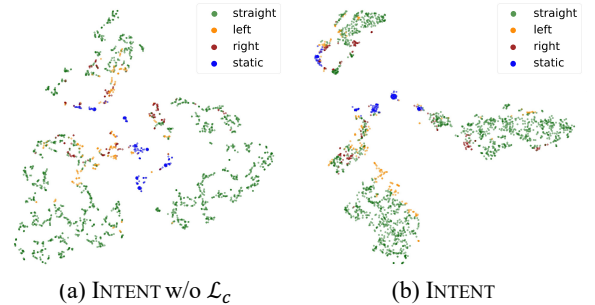 straight
left
right
static
straight
left
right
static
(a) INTENT w/o ℒc
(b) INTENT